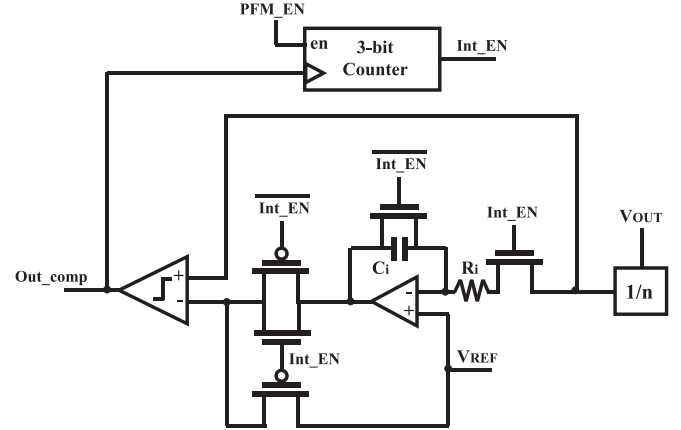 PFM_EN
en
3-bit
Counter
Int_EN
Int_EN
Int_EN
Int_EN
VOUT
Ci
Ri
Out_comp
+
-
-
+
1/n
Int_EN
VREF